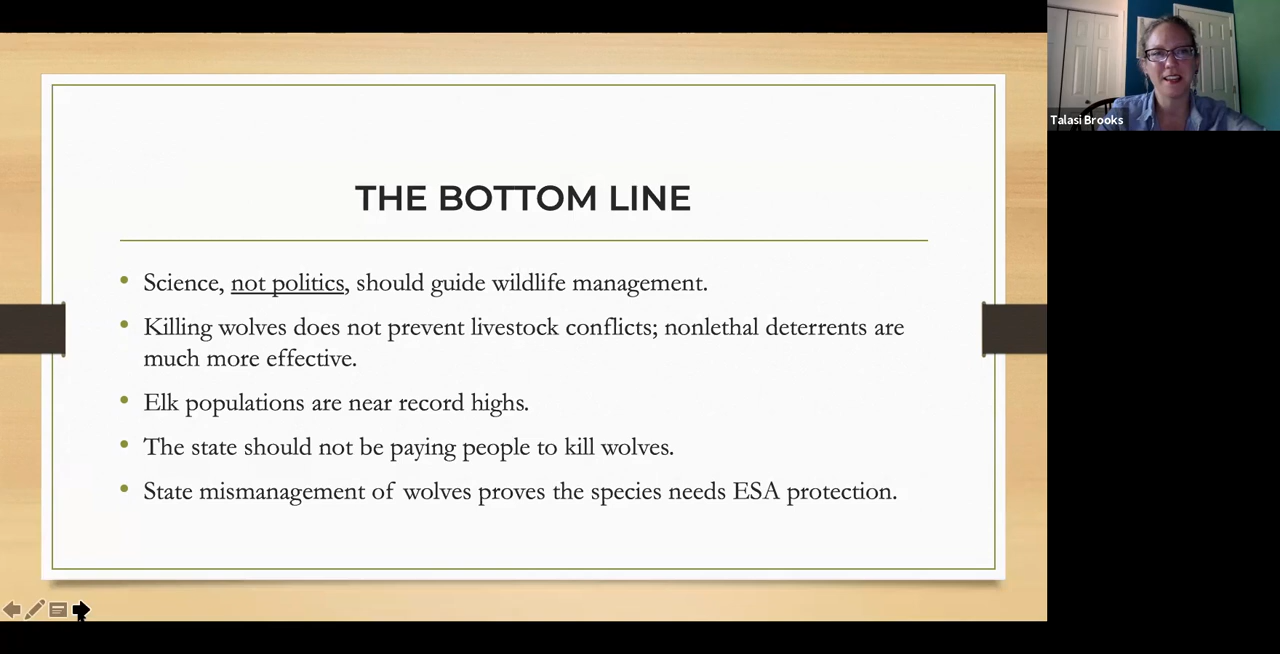 THE BOTTOM LINE
• Science, not politics, should guide wildlife management.
• Killing wolves does not prevent livestock conflicts; nonlethal deterrents are
much more effective.
• Elk populations are near record highs.
• The state should not be paying people to kill wolves.
• State mismanagement of wolves proves the species needs ESA protection.
Talasi Brooks